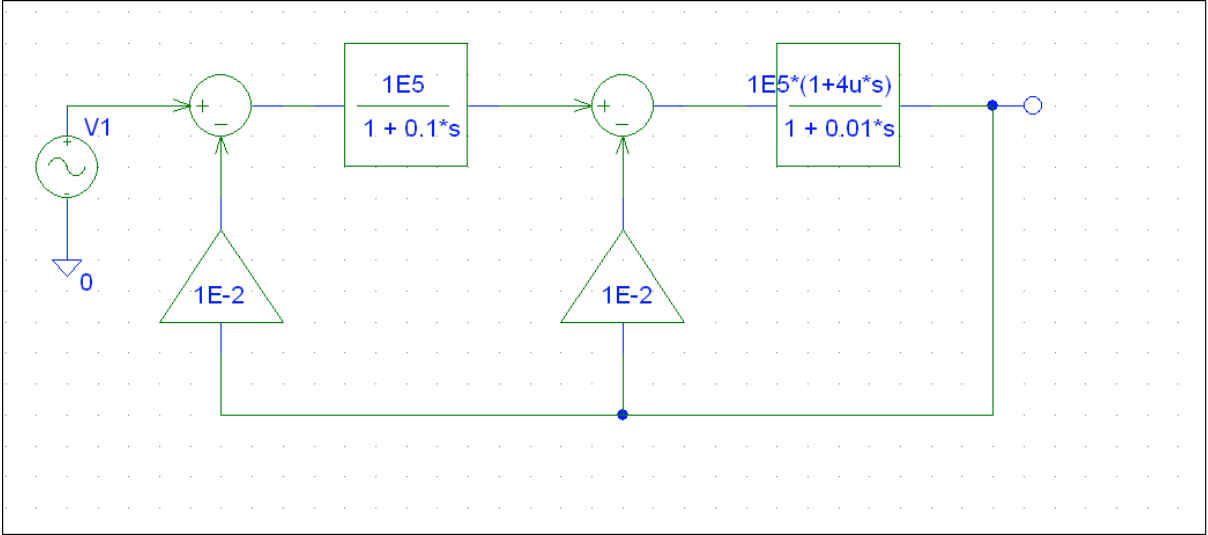 1E5
1E5*(1+4u*s)
+
+
V1
1 + 0.1*s
1 + 0.01*s
−
−
+
-
0
1E-2
1E-2